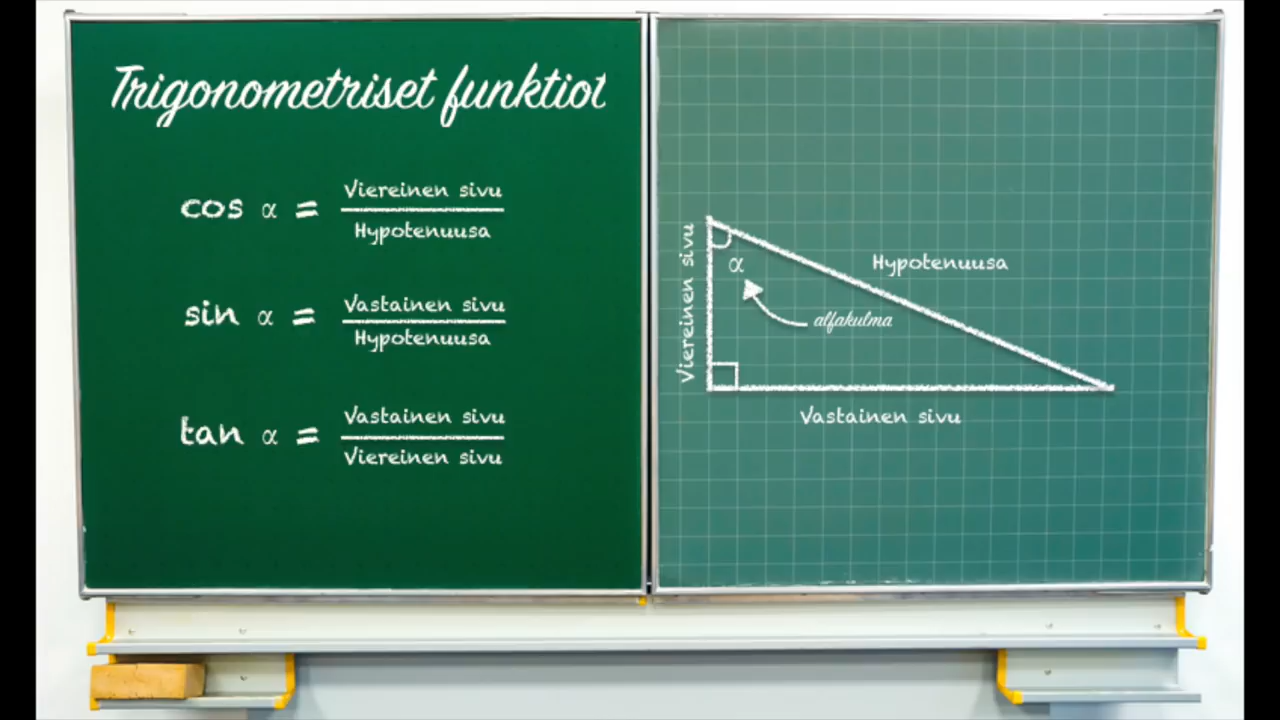 Trigonometriset funktiot
Viereinen sivu
cos α =
Hypotenuusa
Vastainen sivu
sin α =
Hypotenuusa
Vastainen sivu
tan α =
Viereinen sivu
Viereinen sivu
α
Hypotenuusa
alfakulma
Vastainen sivu